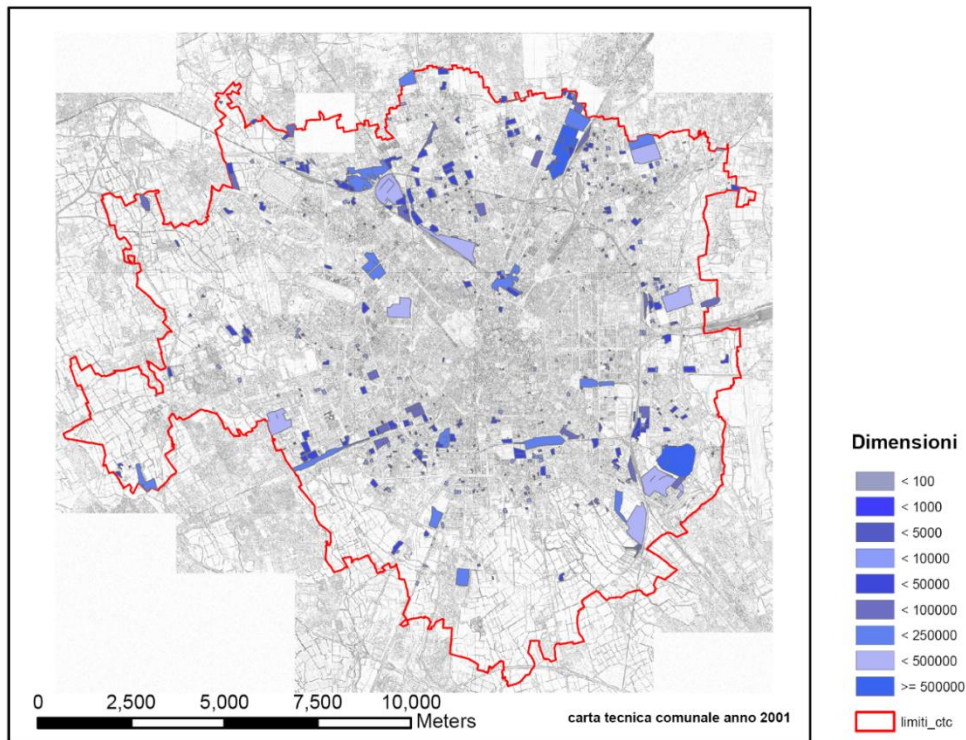 0 2,500 5,000 7,500 10,000
Meters
carta tecnica comunale anno 2001
Dimensioni
< 100
< 1000
< 5000
< 10000
< 50000
< 100000
< 250000
< 500000
>= 500000
limiti_ctc